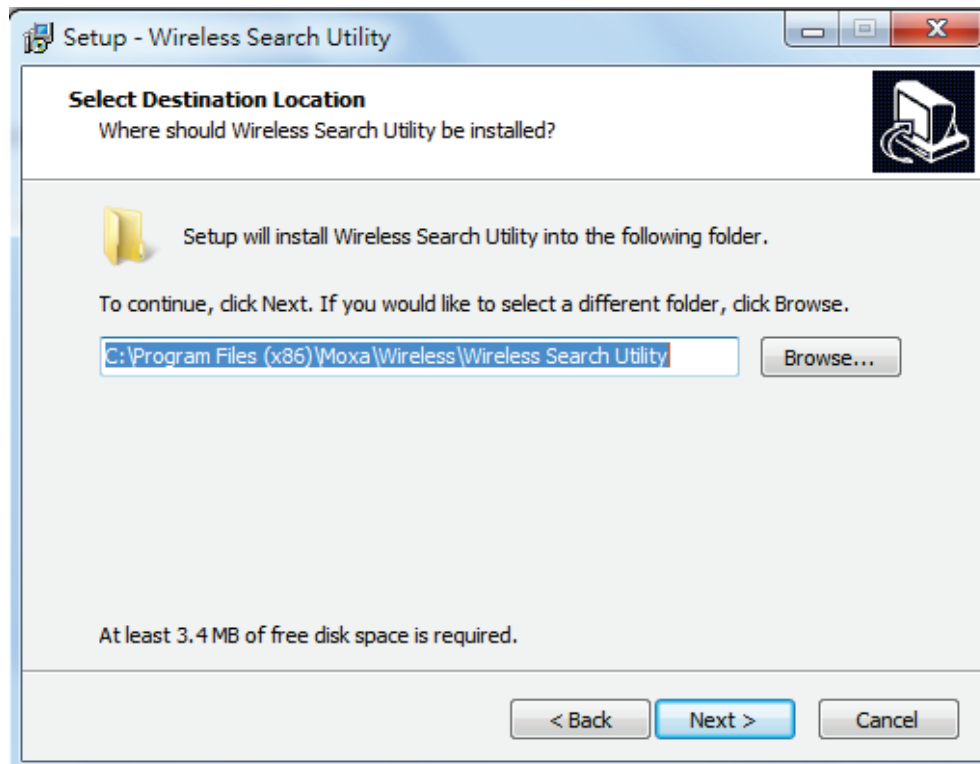 Setup - Wireless Search Utility
Select Destination Location
Where should Wireless Search Utility be installed?
Setup will install Wireless Search Utility into the following folder.
To continue, click Next. If you would like to select a different folder, click Browse.
C:\Program Files (x86)\Moxa\Wireless\Wireless Search Utility
Browse...
At least 3.4 MB of free disk space is required.
< Back
Next >
Cancel